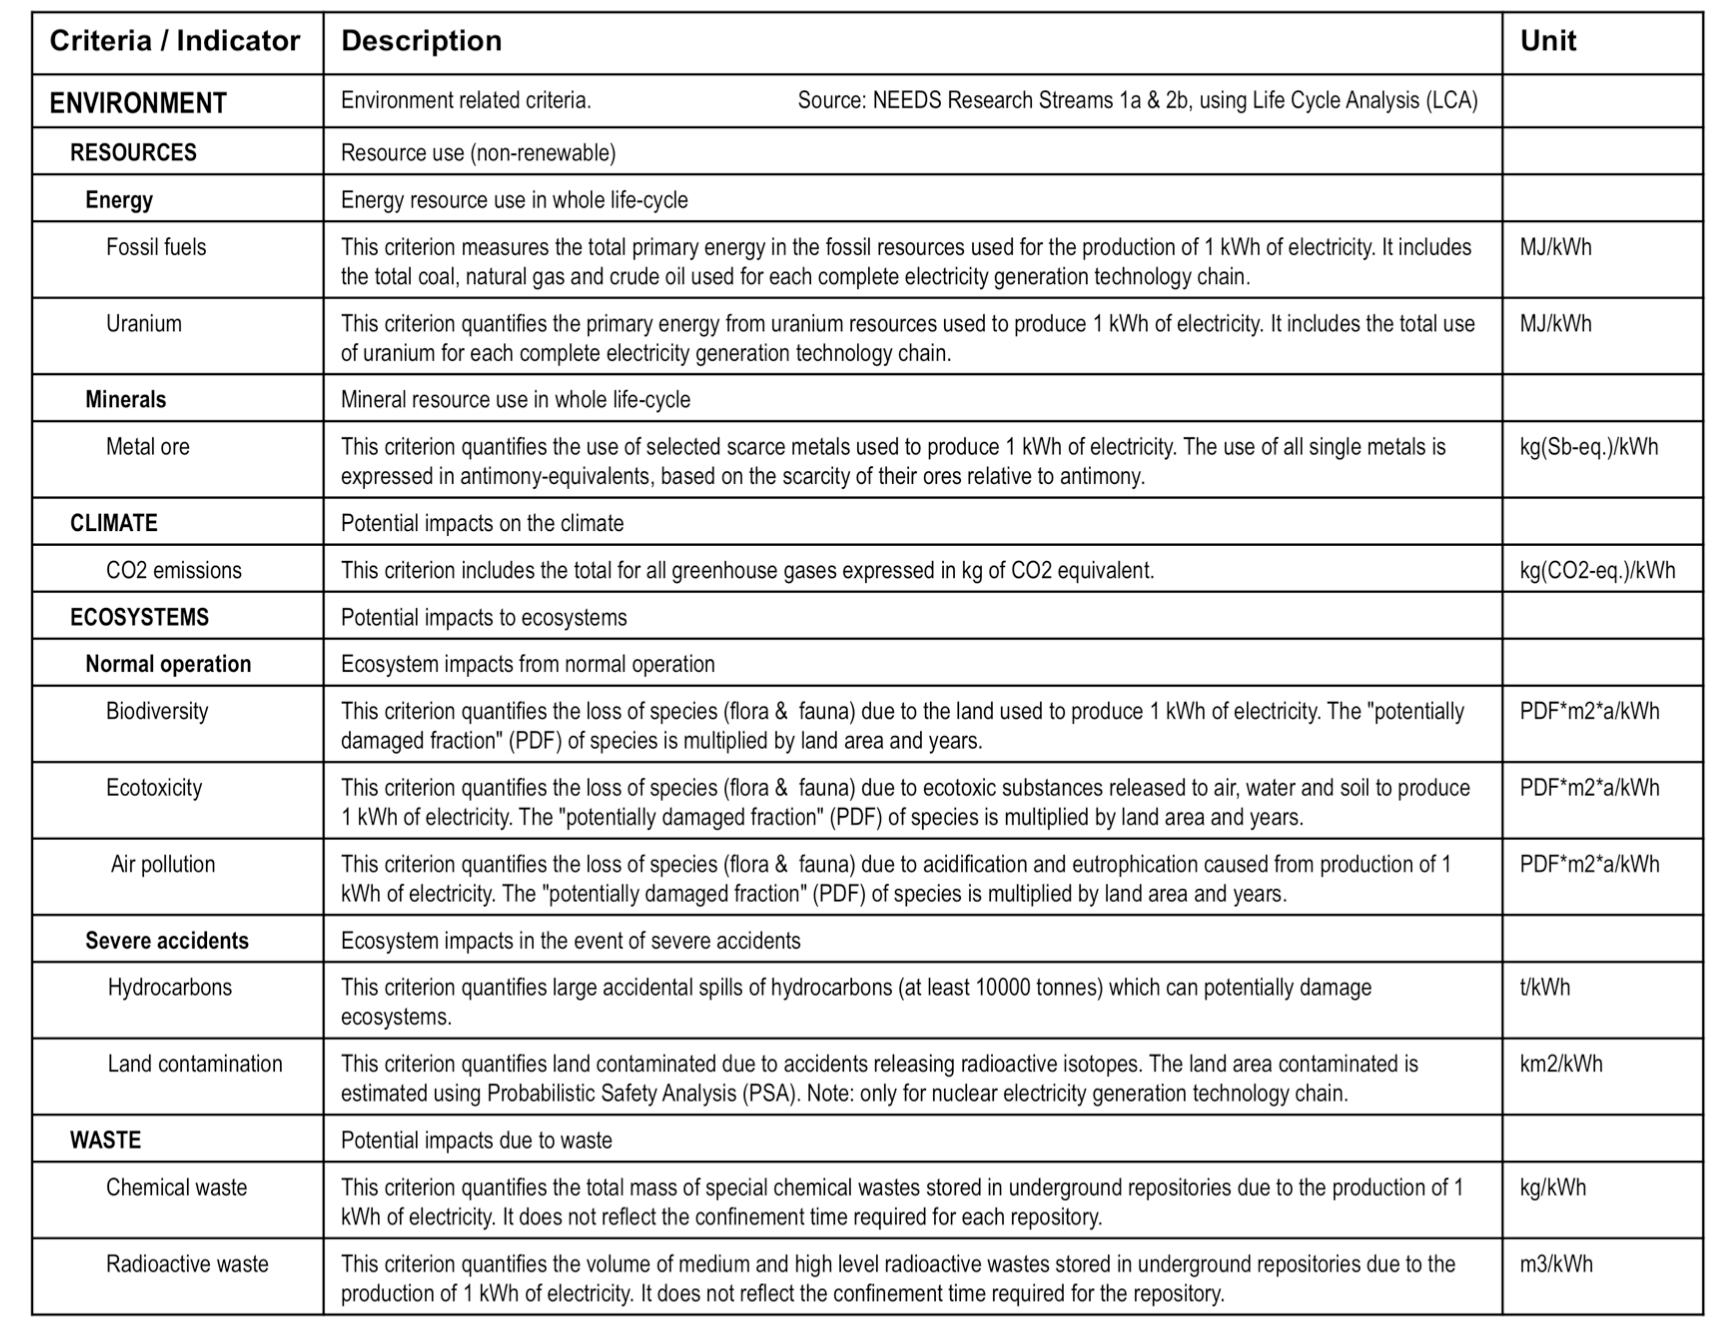 Criteria / Indicator Description Unit
ENVIRONMENT Environment related criteria. Source: NEEDS Research Streams 1a & 2b, using Life Cycle Analysis (LCA)
RESOURCES Resource use (non-renewable)
Energy Energy resource use in whole life-cycle
Fossil fuels This criterion measures the total primary energy in the fossil resources used for the production of 1 kWh of electricity. It includes MJ/kWh
the total coal, natural gas and crude oil used for each complete electricity generation technology chain.
Uranium This criterion quantifies the primary energy from uranium resources used to produce 1 kWh of electricity. It includes the total use MJ/kWh
of uranium for each complete electricity generation technology chain.
Minerals Mineral resource use in whole life-cycle
Metal ore This criterion quantifies the use of selected scarce metals used to produce 1 kWh of electricity. The use of all single metals is kg(Sb-eq.)/kWh
expressed in antimony-equivalents, based on the scarcity of their ores relative to antimony.
CLIMATE Potential impacts on the climate
CO2 emissions This criterion includes the total for all greenhouse gases expressed in kg of CO2 equivalent. kg(CO2-eq.)/kWh
ECOSYSTEMS Potential impacts to ecosystems
Normal operation Ecosystem impacts from normal operation
Biodiversity This criterion quantifies the loss of species (flora & fauna) due to the land used to produce 1 kWh of electricity. The "potentially PDF*m2*a/kWh
damaged fraction" (PDF) of species is multiplied by land area and years.
Ecotoxicity This criterion quantifies the loss of species (flora & fauna) due to ecotoxic substances released to air, water and soil to produce PDF*m2*a/kWh
1 kWh of electricity. The "potentially damaged fraction" (PDF) of species is multiplied by land area and years.
Air pollution This criterion quantifies the loss of species (flora & fauna) due to acidification and eutrophication caused from production of 1 PDF*m2*a/kWh
kWh of electricity. The "potentially damaged fraction" (PDF) of species is multiplied by land area and years.
Severe accidents Ecosystem impacts in the event of severe accidents
Hydrocarbons This criterion quantifies large accidental spills of hydrocarbons (at least 10000 tonnes) which can potentially damage t/kWh
ecosystems.
Land contamination This criterion quantifies land contaminated due to accidents releasing radioactive isotopes. The land area contaminated is km2/kWh
estimated using Probabilistic Safety Analysis (PSA). Note: only for nuclear electricity generation technology chain.
WASTE Potential impacts due to waste
Chemical waste This criterion quantifies the total mass of special chemical wastes stored in underground repositories due to the production of 1 kg/kWh
kWh of electricity. It does not reflect the confinement time required for each repository.
Radioactive waste This criterion quantifies the volume of medium and high level radioactive wastes stored in underground repositories due to the m3/kWh
production of 1 kWh of electricity. It does not reflect the confinement time required for the repository.